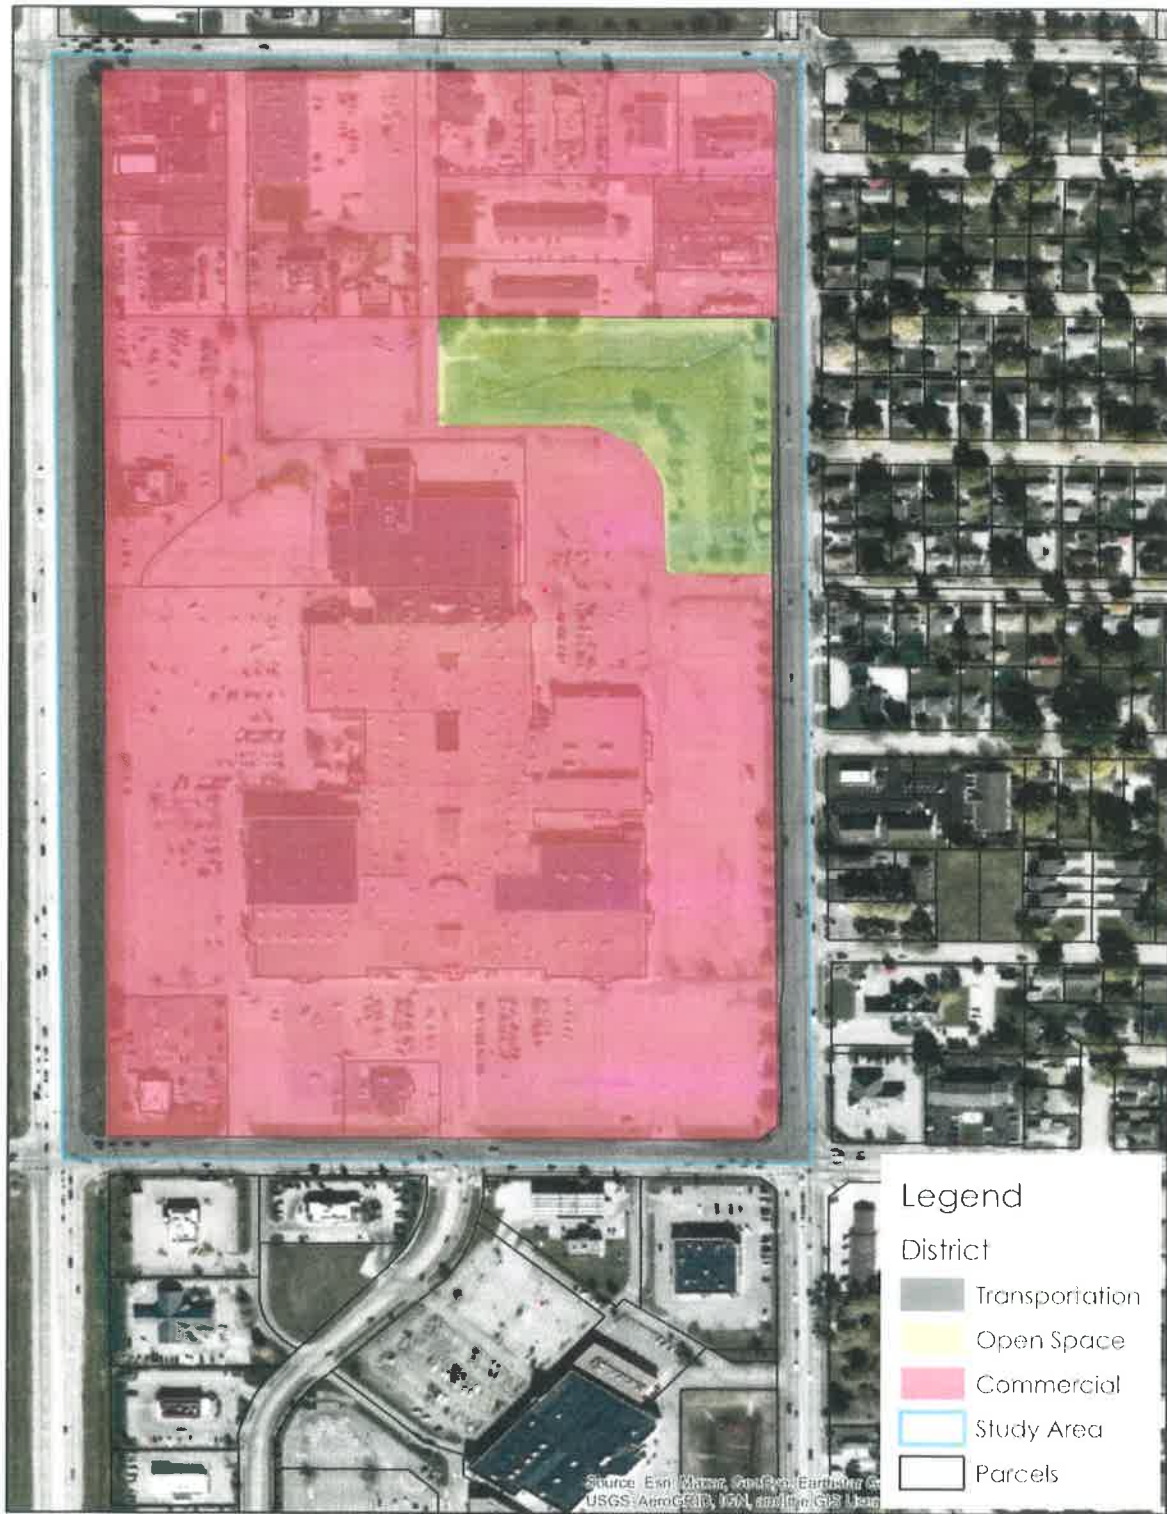 Legend
District
Transportation
Open Space
Commercial
Study Area
Parcels
Source Esri Maxar, GeoEye, Earthstar G
USGS, AeroGRID, IGN, and the GIS User